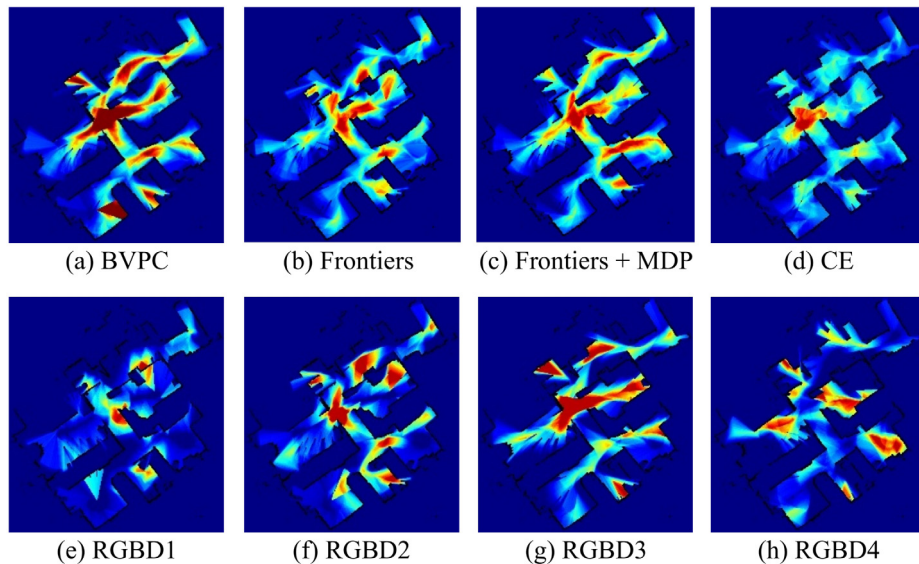 (a) BVPC
(b) Frontiers
(c) Frontiers + MDP
(d) CE
(e) RGBD1
(f) RGBD2
(g) RGBD3
(h) RGBD4